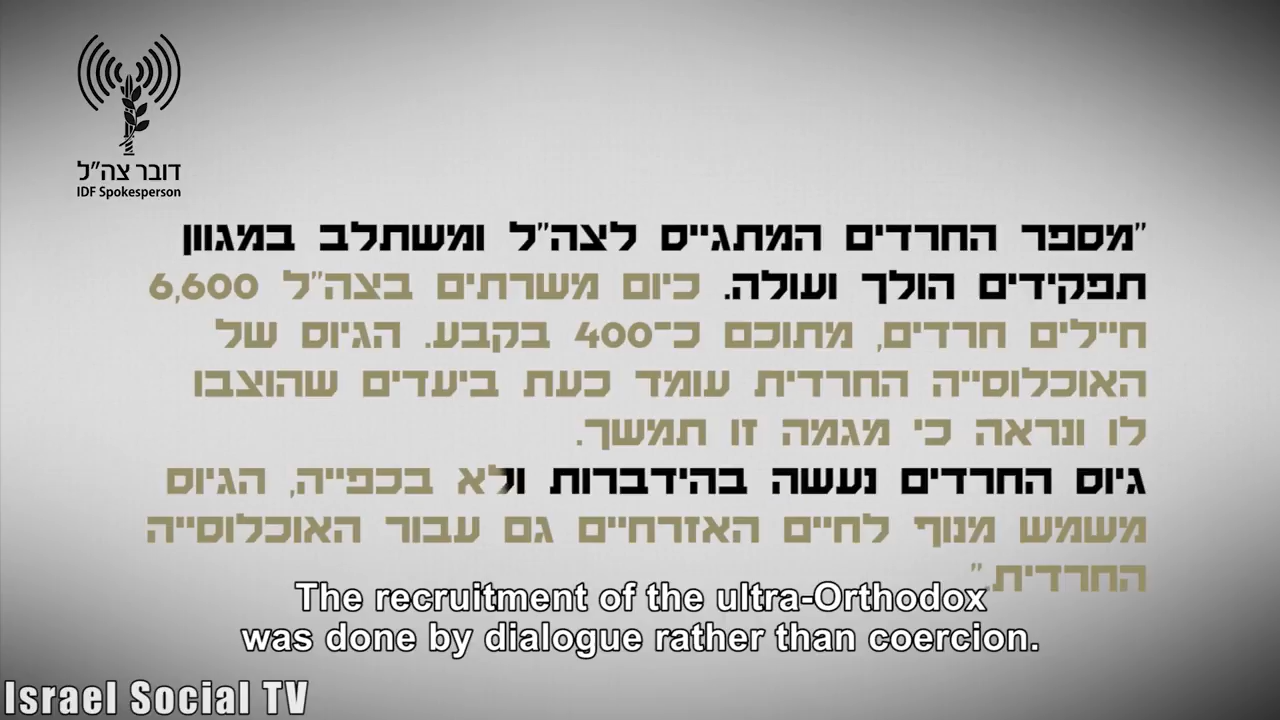 דובר צה"ל
IDF Spokesperson
"מספר החרדים המתגייס לצה"ל ומשתלב במגוון
תפקידים הולך ועולה. כיום משרתים בצה"ל 6,600
חיילים חרדים, מתוכם כ-400 בקבע. הגיוס של
האוכלוסייה החרדית עומד כעת ביעדים שהוצבו
לו ונראה כי מגמה זו תמשך.
גיוס החרדים נעשה בהידברות ולא בכפייה, הגיוס
משמש מנוף לחיים האזרחיים גם עבור האוכלוסייה
החרדית."
The recruitment of the ultra-Orthodox
was done by dialogue rather than coercion.
Israel Social TV